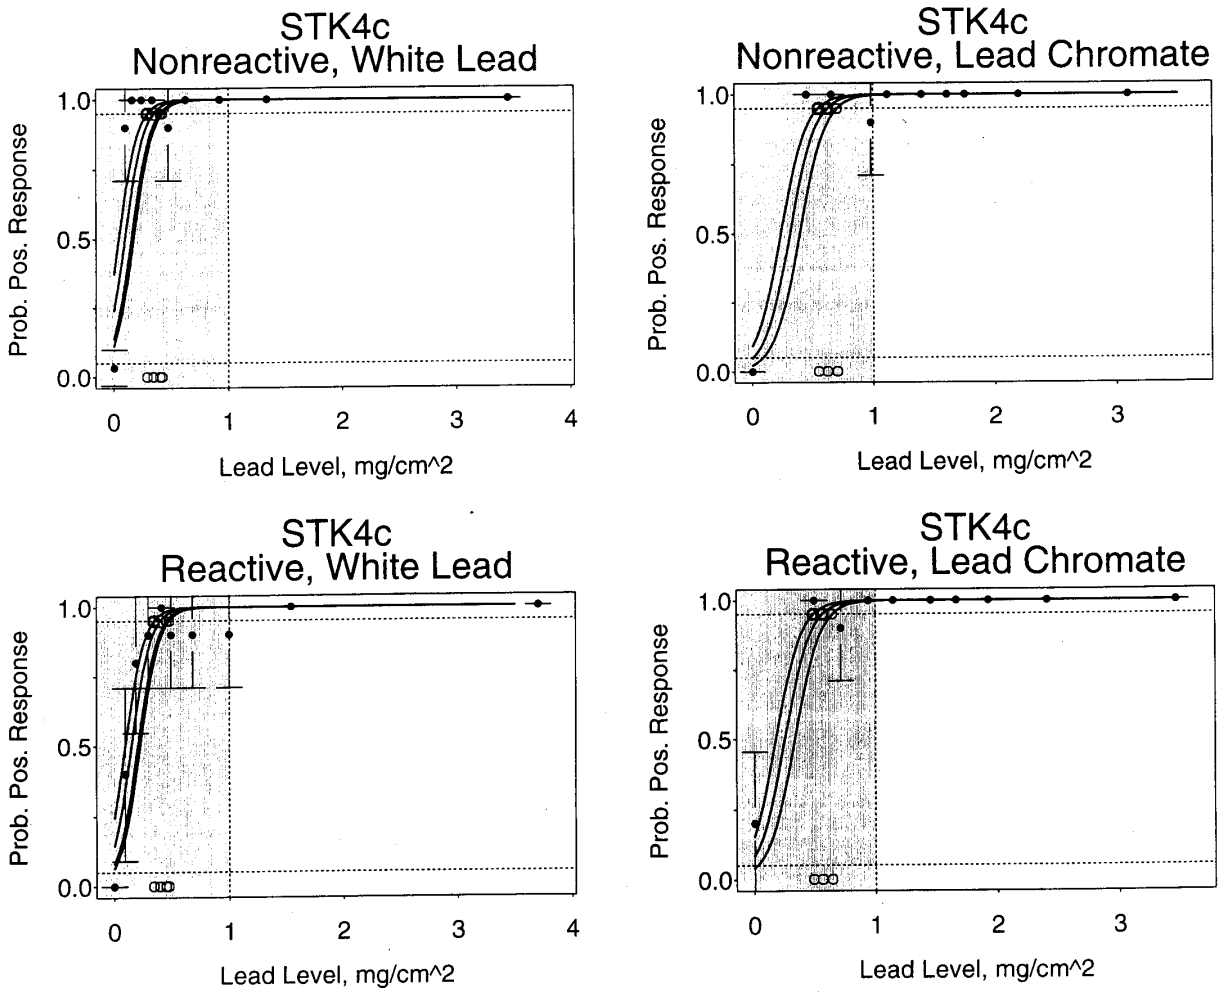 STK4c
Nonreactive, White Lead
Prob. Pos. Response
1.0
0.5
0.0
0 1 2 3 4
Lead Level, mg/cm^2
STK4c
Nonreactive, Lead Chromate
Prob. Pos. Response
1.0
0.5
0.0
0 1 2 3
Lead Level, mg/cm^2
STK4c
Reactive, White Lead
Prob. Pos. Response
1.0
0.5
0.0
0 1 2 3 4
Lead Level, mg/cm^2
STK4c
Reactive, Lead Chromate
Prob. Pos. Response
1.0
0.5
0.0
0 1 2 3
Lead Level, mg/cm^2